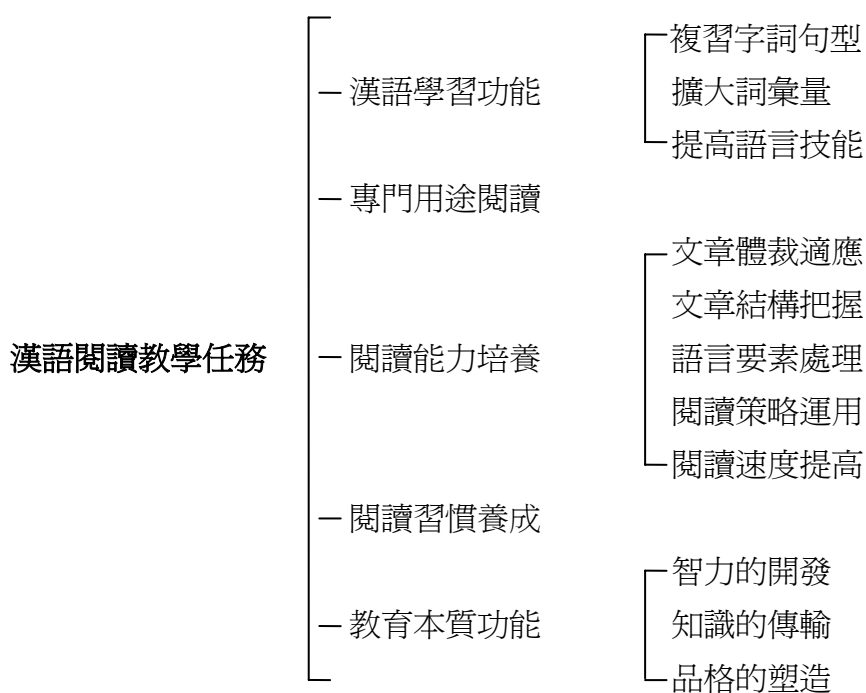 漢語閱讀教學任務
漢語學習功能
複習字詞句型
擴大詞彙量
提高語言技能
專門用途閱讀
閱讀能力培養
文章體裁適應
文章結構把握
語言要素處理
閱讀策略運用
閱讀速度提高
閱讀習慣養成
教育本質功能
智力的開發
知識的傳輸
品格的塑造